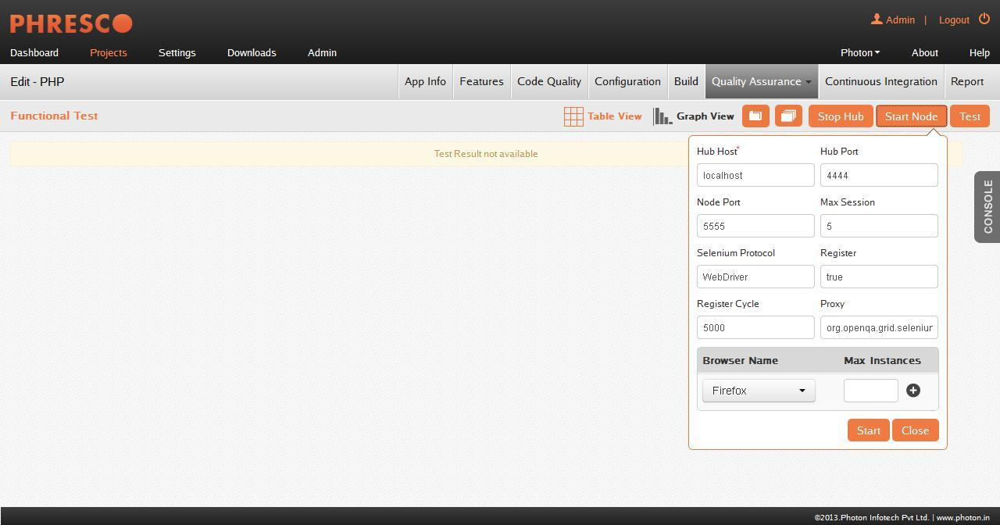 PHRESCO
Admin | Logout
Dashboard Projects Settings Downloads Admin Photon About Help
Edit - PHP App Info Features Code Quality Configuration Build Quality Assurance Continuous Integration Report
Functional Test Table View Graph View Stop Hub Start Node Test
Test Result not available
Hub Host* Hub Port
localhost 4444
Node Port Max Session
5555 5
Selenium Protocol Register
WebDriver true
Register Cycle Proxy
5000 org.openqa.grid.seleniur
Browser Name Max Instances
Firefox
Start Close
CONSOLE
©2013.Photon Infotech Pvt Ltd. | www.photon.in